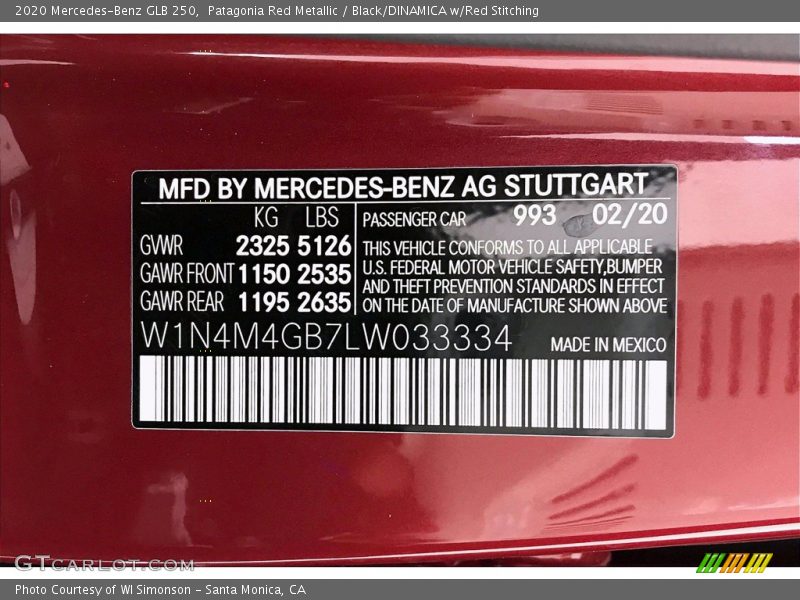 2020 Mercedes-Benz GLB 250, Patagonia Red Metallic / Black/DINAMICA w/Red Stitching
MFD BY MERCEDES-BENZ AG STUTTGART
KG LBS PASSENGER CAR 993 02/20
GVWR 2325 5126 THIS VEHICLE CONFORMS TO ALL APPLICABLE
GAWR FRONT 1150 2535 U.S. FEDERAL MOTOR VEHICLE SAFETY,BUMPER
AND THEFT PREVENTION STANDARDS IN EFFECT
GAWR REAR 1195 2635 ON THE DATE OF MANUFACTURE SHOWN ABOVE
W1N4M4GB7LW033334 MADE IN MEXICO
GTCARLOT.COM
Photo Courtesy of WI Simonson - Santa Monica, CA